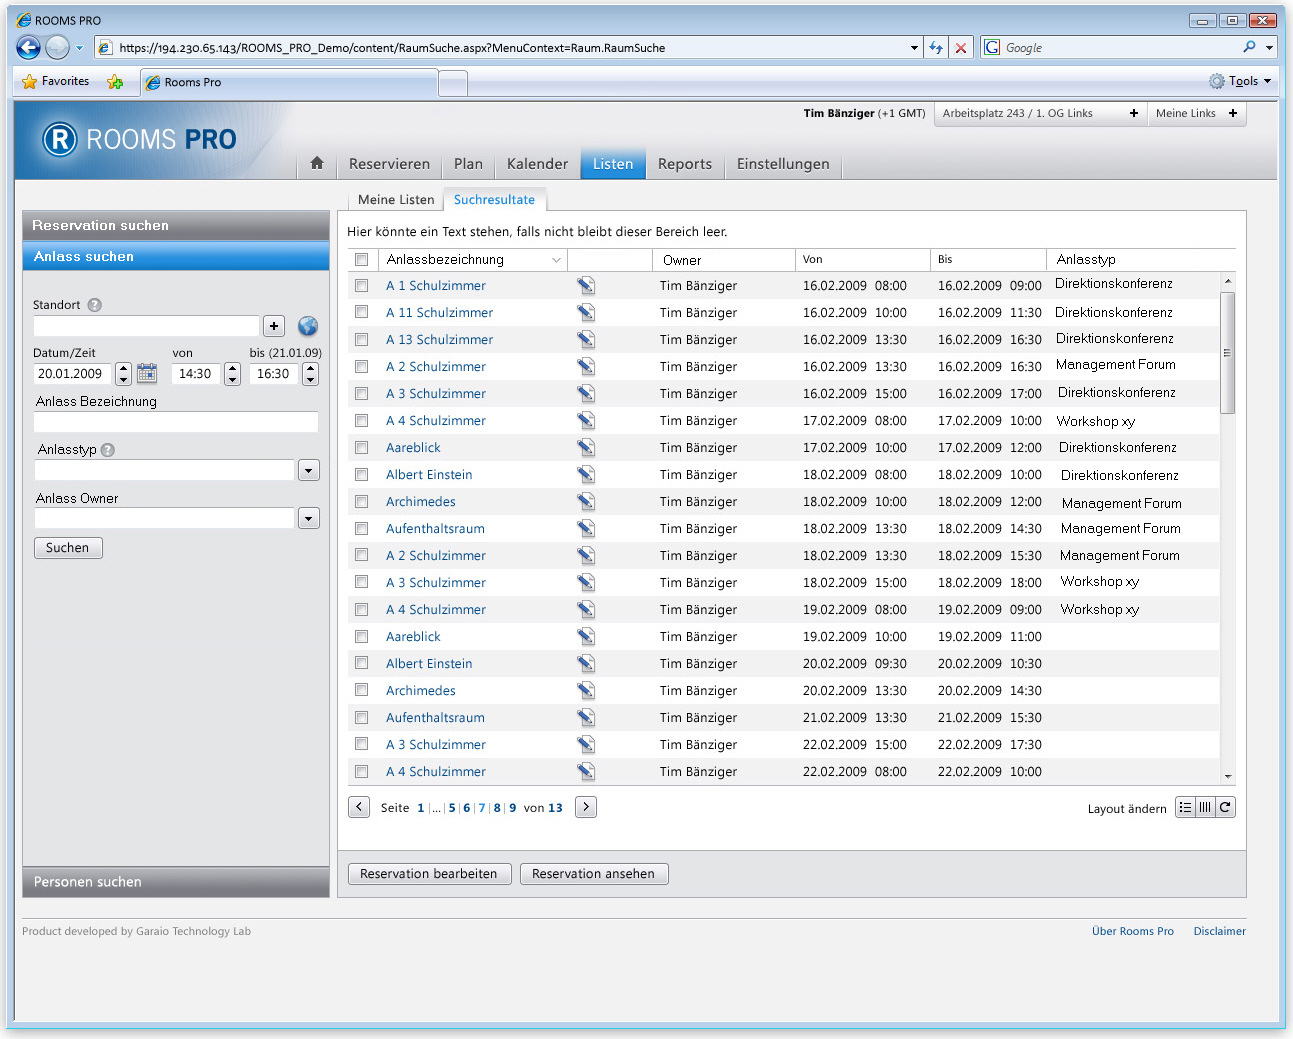 ROOMS PRO
https://194.230.65.143/ROOMS_PRO_Demo/content/RaumSuche.aspx?MenuContext=Raum.RaumSuche
Google
Favorites
Rooms Pro
Tools
Tim Bänziger (+1 GMT) Arbeitsplatz 243 / 1. OG Links + Meine Links +
R ROOMS PRO
Reservieren Plan Kalender Listen Reports Einstellungen
Meine Listen Suchresultate
Reservation suchen
Anlass suchen
Standort ?
+
Datum/Zeit von bis (21.01.09)
20.01.2009 14:30 16:30
Anlass Bezeichnung
Anlasstyp ?
Anlass Owner
Suchen
Personen suchen
Hier könnte ein Text stehen, falls nicht bleibt dieser Bereich leer.
Anlassbezeichnung Owner Von Bis Anlasstyp
A 1 Schulzimmer Tim Bänziger 16.02.2009 08:00 16.02.2009 09:00 Direktionskonferenz
A 11 Schulzimmer Tim Bänziger 16.02.2009 10:00 16.02.2009 11:30 Direktionskonferenz
A 13 Schulzimmer Tim Bänziger 16.02.2009 13:30 16.02.2009 16:30 Direktionskonferenz
A 2 Schulzimmer Tim Bänziger 16.02.2009 13:30 16.02.2009 16:30 Management Forum
A 3 Schulzimmer Tim Bänziger 16.02.2009 15:00 16.02.2009 17:00 Direktionskonferenz
A 4 Schulzimmer Tim Bänziger 17.02.2009 08:00 17.02.2009 10:00 Workshop xy
Aareblick Tim Bänziger 17.02.2009 10:00 17.02.2009 12:00 Direktionskonferenz
Albert Einstein Tim Bänziger 18.02.2009 08:00 18.02.2009 10:00 Direktionskonferenz
Archimedes Tim Bänziger 18.02.2009 10:00 18.02.2009 12:00 Management Forum
Aufenthaltsraum Tim Bänziger 18.02.2009 13:30 18.02.2009 14:30 Management Forum
A 2 Schulzimmer Tim Bänziger 18.02.2009 13:30 18.02.2009 15:30 Management Forum
A 3 Schulzimmer Tim Bänziger 18.02.2009 15:00 18.02.2009 18:00 Workshop xy
A 4 Schulzimmer Tim Bänziger 19.02.2009 08:00 19.02.2009 09:00 Workshop xy
Aareblick Tim Bänziger 19.02.2009 10:00 19.02.2009 11:00
Albert Einstein Tim Bänziger 20.02.2009 09:30 20.02.2009 10:30
Archimedes Tim Bänziger 20.02.2009 13:30 20.02.2009 14:30
Aufenthaltsraum Tim Bänziger 21.02.2009 13:30 21.02.2009 15:30
A 3 Schulzimmer Tim Bänziger 22.02.2009 15:00 22.02.2009 17:30
A 4 Schulzimmer Tim Bänziger 22.02.2009 08:00 22.02.2009 10:00
Seite 1 |...| 5 | 6 | 7 | 8 | 9 von 13
Layout ändern
Reservation bearbeiten Reservation ansehen
Product developed by Garaio Technology Lab Über Rooms Pro Disclaimer